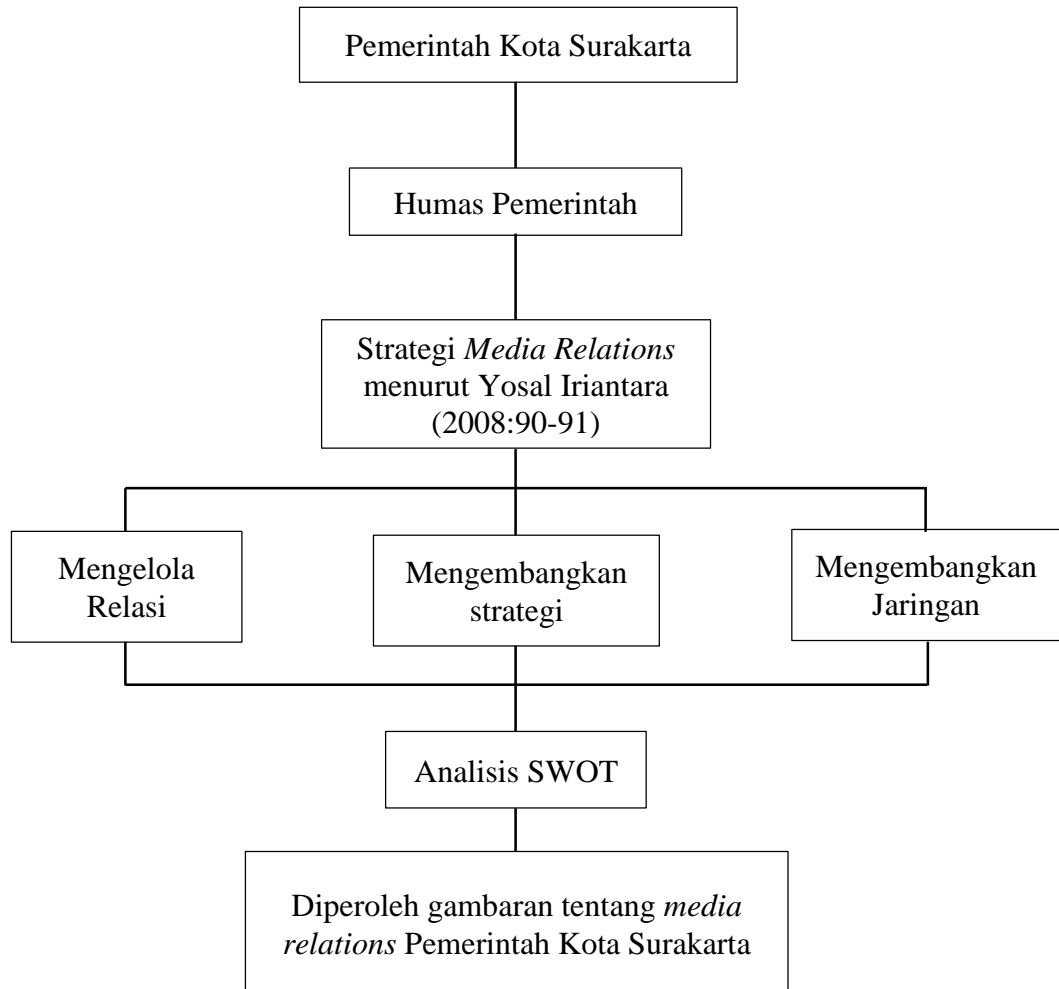 Pemerintah Kota Surakarta
Humas Pemerintah
Strategi Media Relations
menurut Yosal Iriantara
(2008:90-91)
Mengelola
Relasi
Mengembangkan
strategi
Mengembangkan
Jaringan
Analisis SWOT
Diperoleh gambaran tentang media
relations Pemerintah Kota Surakarta